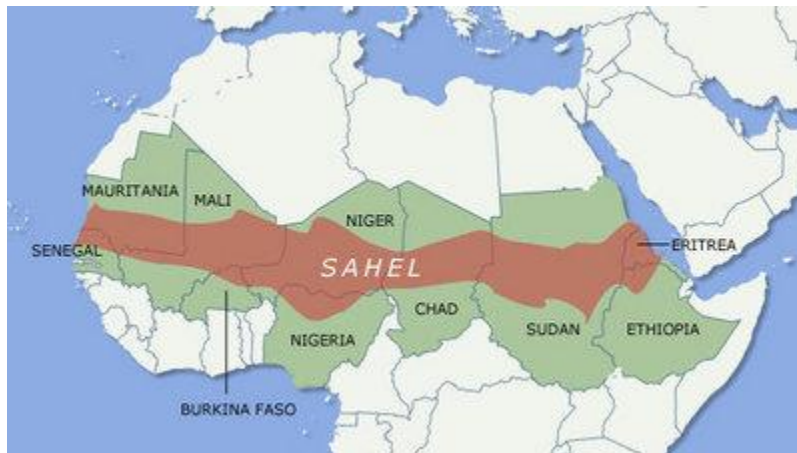 MAURITANIA
MALI
NIGER
SENEGAL
ERITREA
SAHEL
CHAD
NIGERIA
SUDAN
ETHIOPIA
BURKINA FASO